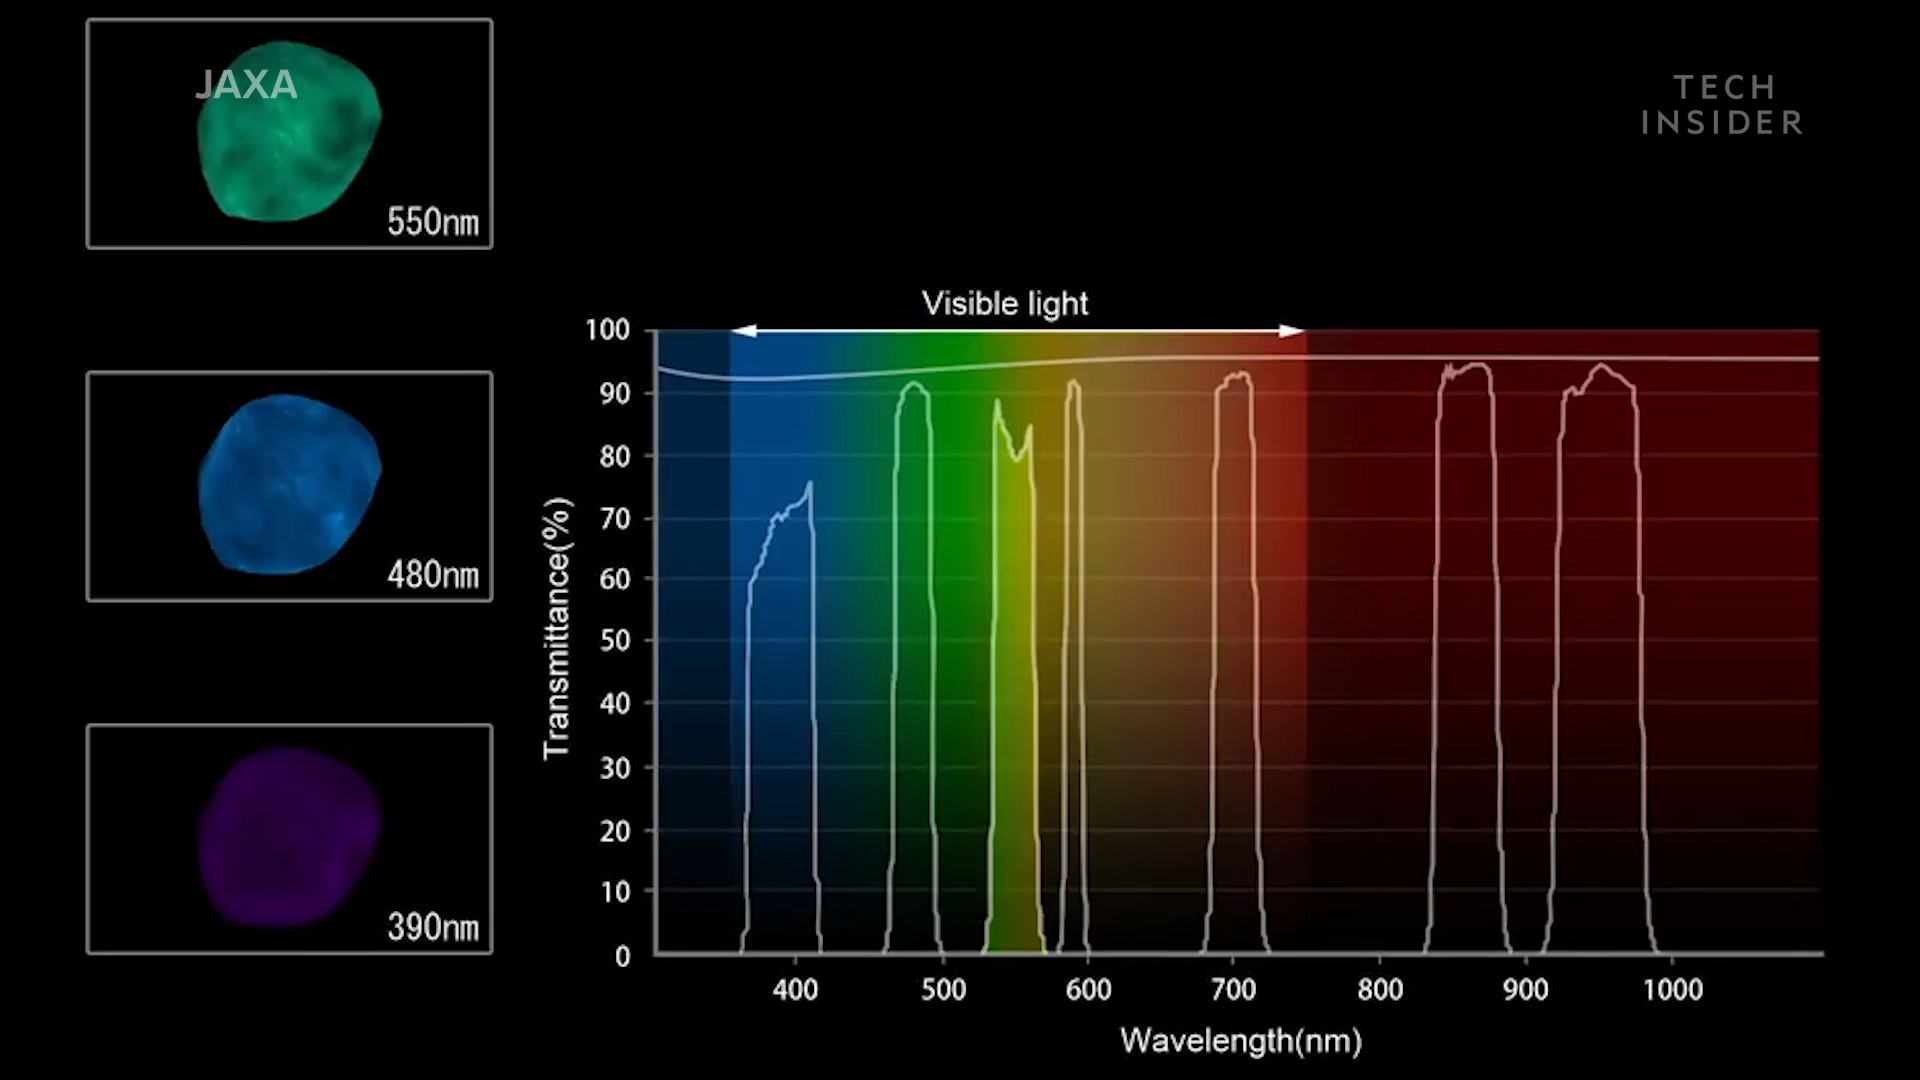 JAXA
550nm
TECH
INSIDER
480nm
390nm
Visible light
100
90
80
70
60
50
40
30
20
10
0
Transmittance(%)
400 500 600 700 800 900 1000
Wavelength(nm)